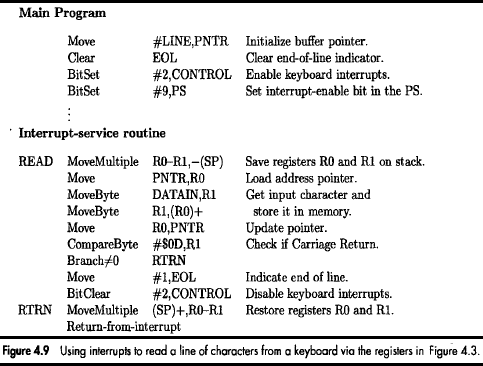 Main Program
Move #LINE,PNTR Initialize buffer pointer.
Clear EOL Clear end-of-line indicator.
BitSet #2,CONTROL Enable keyboard interrupts.
BitSet #9,PS Set interrupt-enable bit in the PS.
⋮
Interrupt-service routine
READ MoveMultiple R0-R1,-(SP) Save registers R0 and R1 on stack.
Move PNTR,R0 Load address pointer.
MoveByte DATAIN,R1 Get input character and
MoveByte R1,(R0)+ store it in memory.
Move R0,PNTR Update pointer.
CompareByte #$0D,R1 Check if Carriage Return.
Branch≠0 RTRN
Move #1,EOL Indicate end of line.
BitClear #2,CONTROL Disable keyboard interrupts.
RTRN MoveMultiple (SP)+,R0-R1 Restore registers R0 and R1.
Return-from-interrupt
Figure 4.9 Using interrupts to read a line of characters from a keyboard via the registers in Figure 4.3.